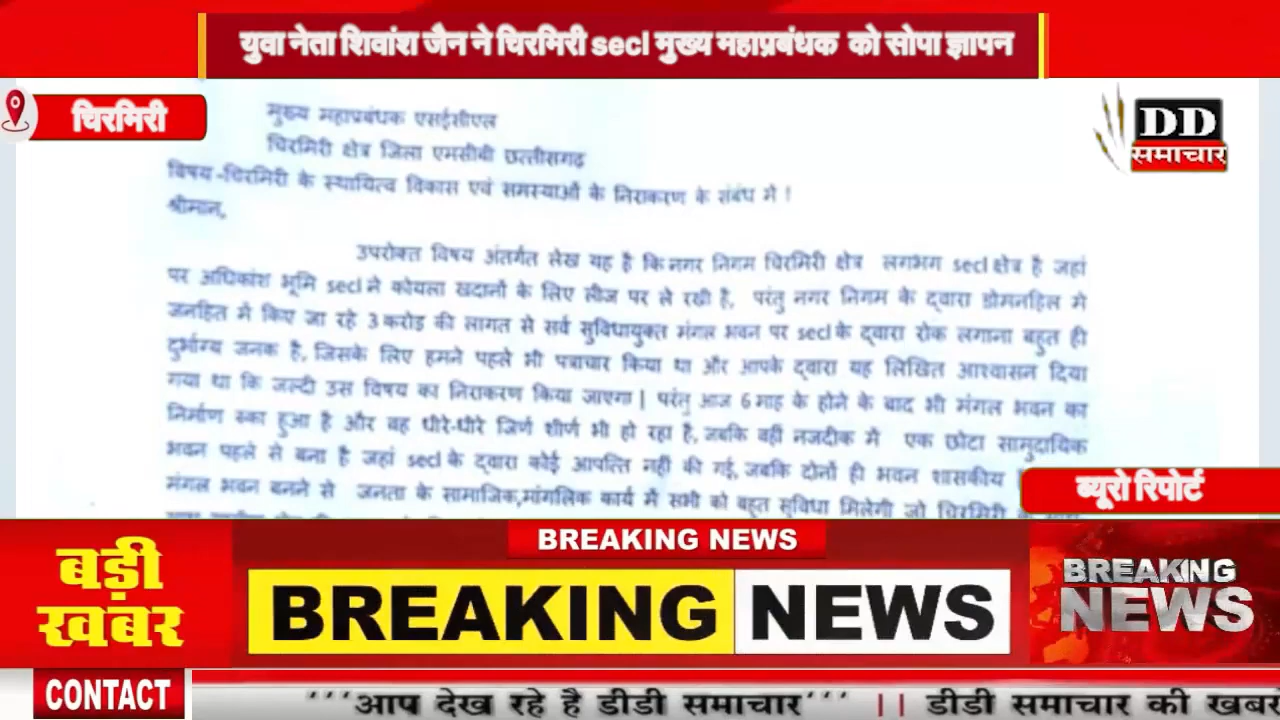 युवा नेता शिवांश जैन ने चिरमिरी secl मुख्य महाप्रबंधक को सोपा ज्ञापन
चिरमिरी
DD
समाचार
मुख्य महाप्रबंधक एसईसीएल
चिरमिरी क्षेत्र जिला एमसीबी छत्तीसगढ़
विषय -चिरमिरी के स्थायित्व विकास एवं समस्याओं के निराकरण के संबंध में !
श्रीमान,
उपरोक्त विषय अंतर्गत लेख यह है कि नगर निगम चिरमिरी क्षेत्र लगभग secl क्षेत्र है जहां
पर अधिकांश भूमि secl ने कोयला खदानों के लिए लीज पर ले रखी है, परंतु नगर निगम के द्वारा डोमनहिल मे
जनहित मे किए जा रहे 3 करोड़ की लागत से सर्व सुविधायुक्त मंगल भवन पर secl के द्वारा रोक लगाना बहुत ही
दुर्भाग्य जनक है, जिसके लिए हमने पहले भी पत्राचार किया था और आपके द्वारा यह लिखित आश्वासन दिया
गया था कि जल्दी उस विषय का निराकरण किया जाएगा | परंतु आज 6 माह के होने के बाद भी मंगल भवन का
निर्माण रुका हुआ है और वह धीरे-धीरे जिर्ण शीर्ण भी हो रहा है, जबकि वहीं नजदीक मे एक छोटा सामुदायिक
भवन पहले से बना है जहां secl के द्वारा कोई आपत्ति नहीं की गई, जबकि दोनों ही भवन शासकीय
मंगल भवन बनने से जनता के सामाजिक,मांगलिक कार्य मे सभी को बहुत सुविधा मिलेगी जो चिरमिरी
ब्यूरो रिपोर्ट
बड़ी
खबर
BREAKING NEWS
BREAKING NEWS
BREAKING
NEWS
CONTACT
'''आप देख रहे है डीडी समाचार''' || डीडी समाचार की खबर